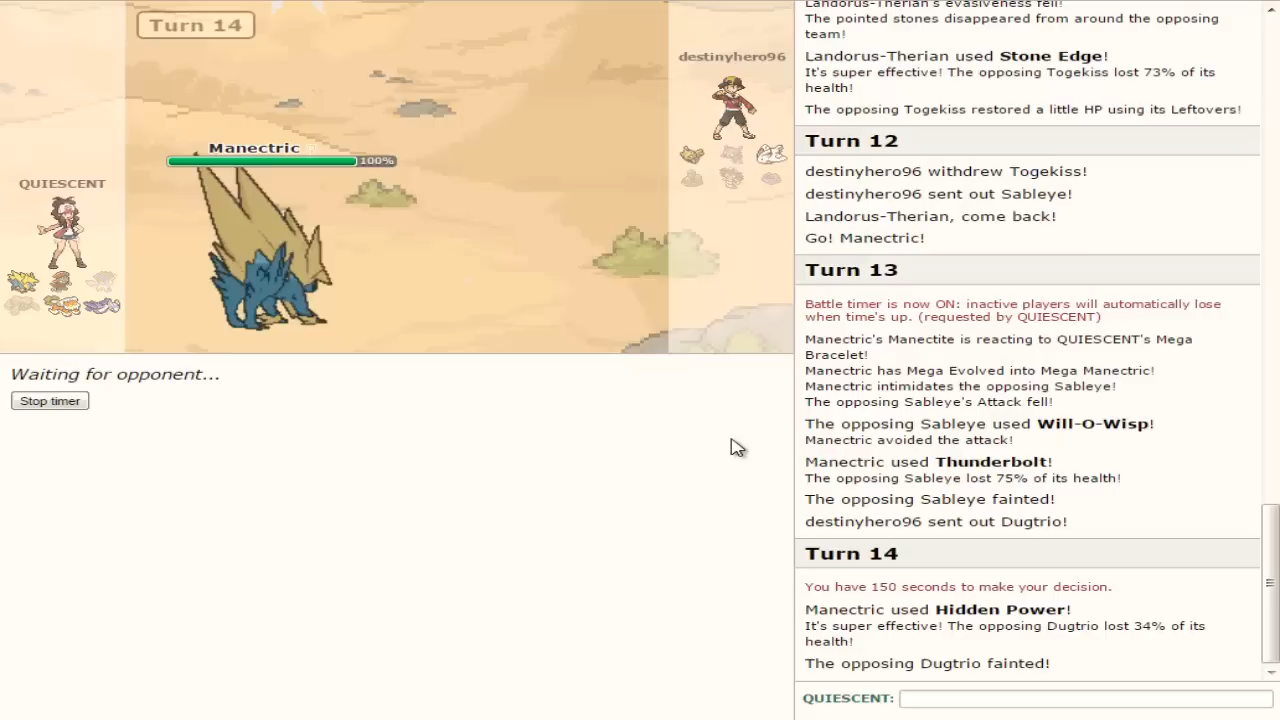 Turn 14
destinyhero96
Manectric
100%
QUIESCENT
Waiting for opponent...
Stop timer
Landorus-Therian's evasiveness fell!
The pointed stones disappeared from around the opposing
team!
Landorus-Therian used Stone Edge!
It's super effective! The opposing Togekiss lost 73% of its
health!
The opposing Togekiss restored a little HP using its Leftovers!
Turn 12
destinyhero96 withdrew Togekiss!
destinyhero96 sent out Sableye!
Landorus-Therian, come back!
Go! Manectric!
Turn 13
Battle timer is now ON: inactive players will automatically lose
when time's up. (requested by QUIESCENT)
Manectric's Manectite is reacting to QUIESCENT's Mega
Bracelet!
Manectric has Mega Evolved into Mega Manectric!
Manectric intimidates the opposing Sableye!
The opposing Sableye's Attack fell!
The opposing Sableye used Will-O-Wisp!
Manectric avoided the attack!
Manectric used Thunderbolt!
The opposing Sableye lost 75% of its health!
The opposing Sableye fainted!
destinyhero96 sent out Dugtrio!
Turn 14
You have 150 seconds to make your decision.
Manectric used Hidden Power!
It's super effective! The opposing Dugtrio lost 34% of its
health!
The opposing Dugtrio fainted!
QUIESCENT: